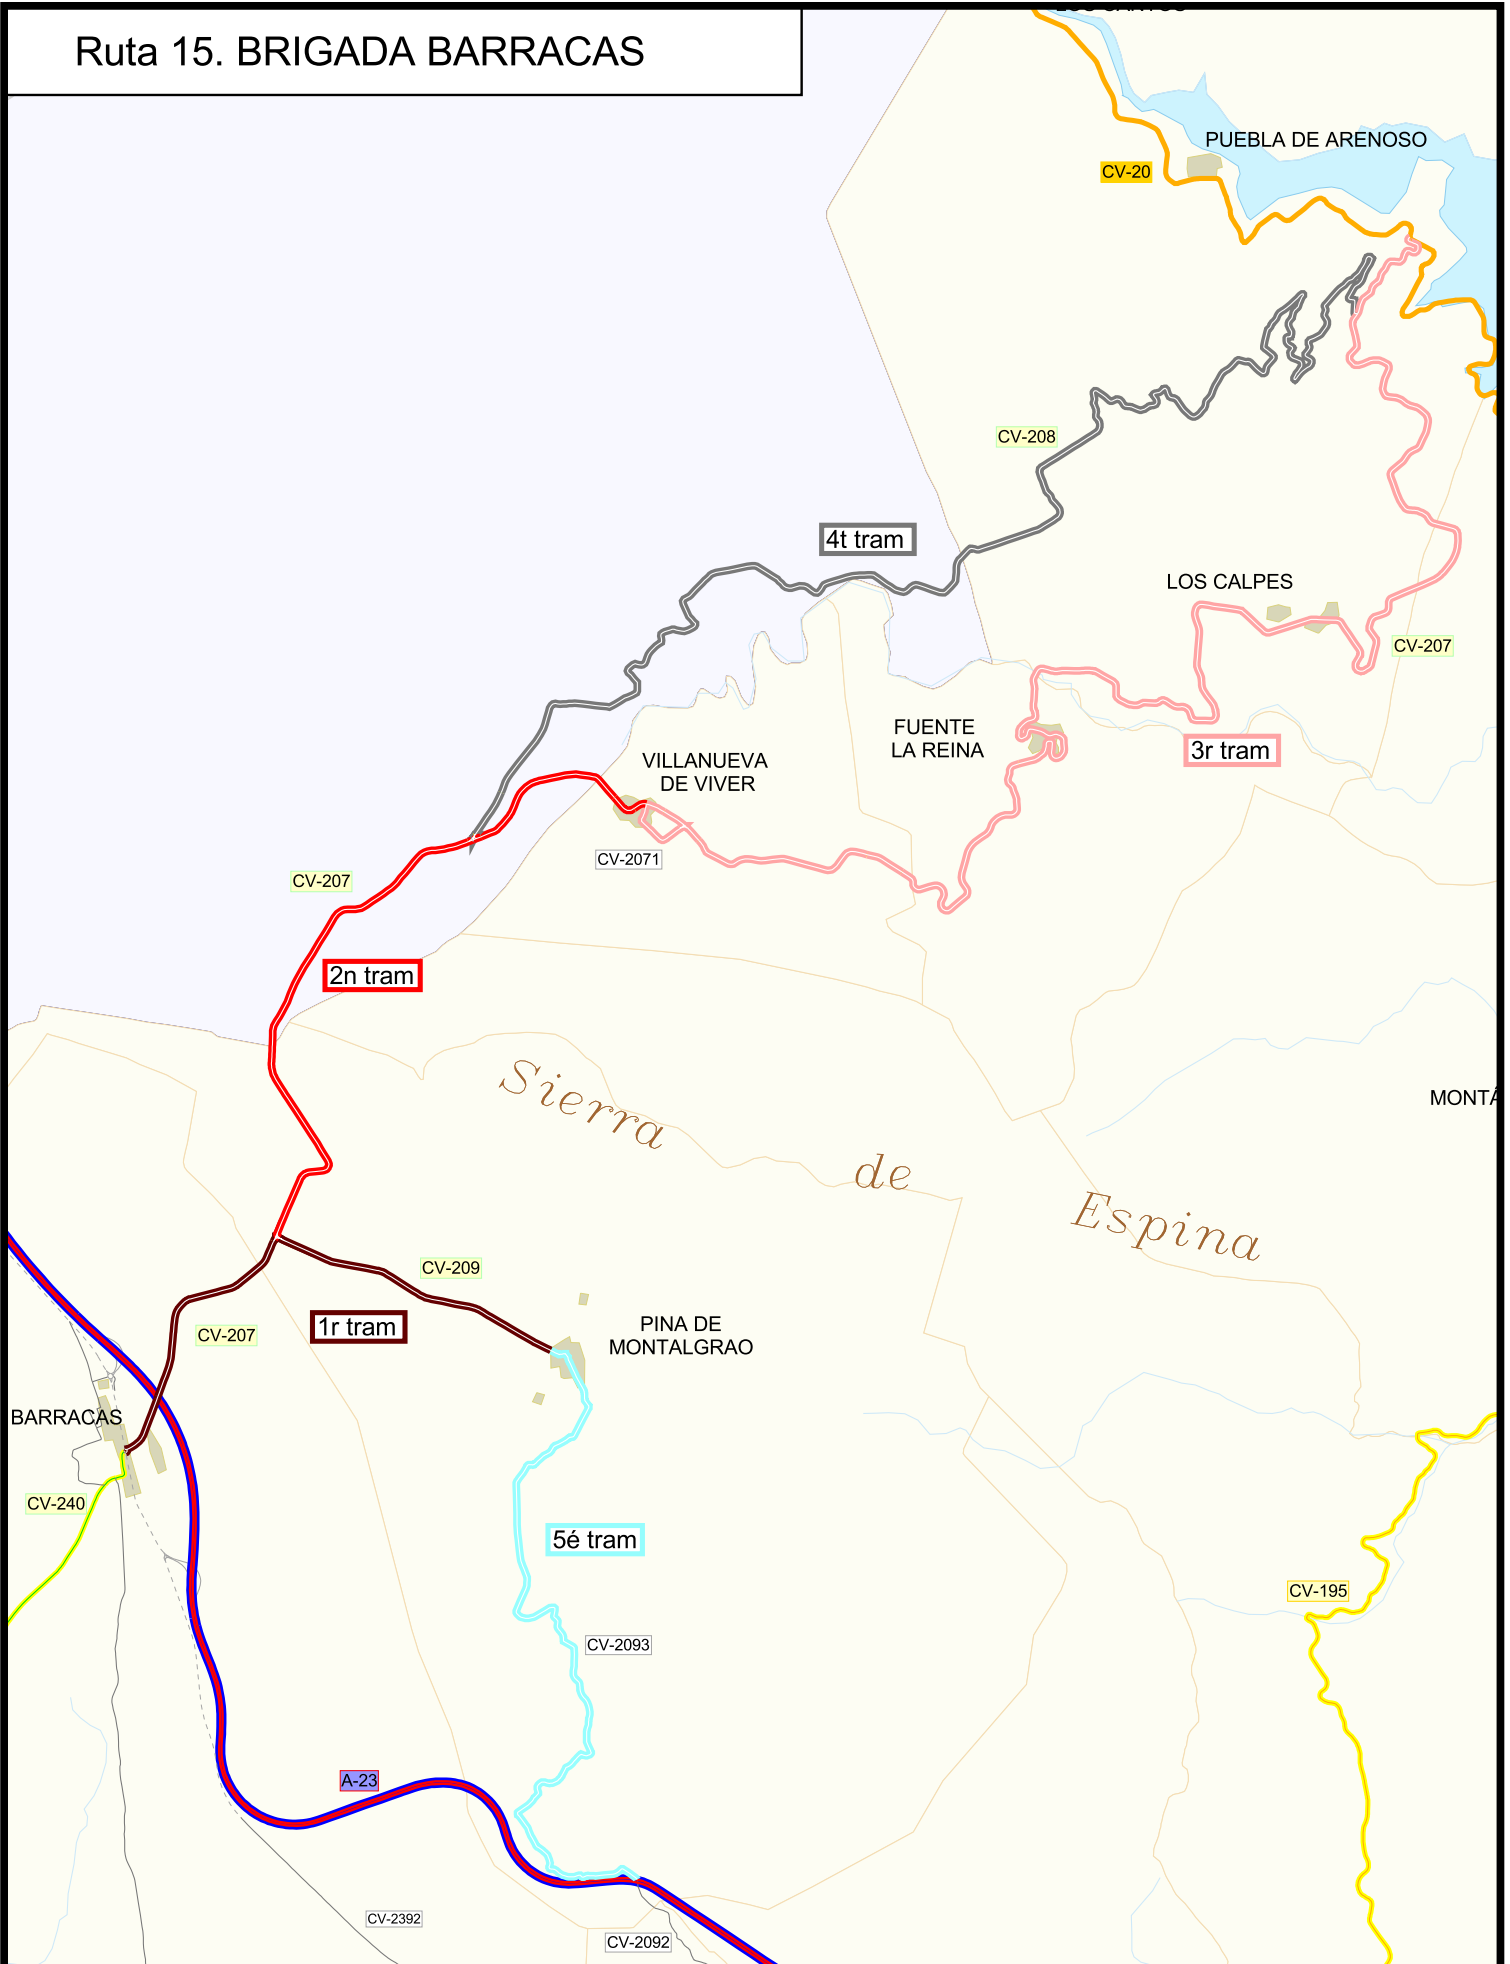 LOS CANTOS
Ruta 15. BRIGADA BARRACAS
PUEBLA DE ARENOSO
CV-20
CV-208
4t tram
LOS CALPES
CV-207
FUENTE
LA REINA
3r tram
VILLANUEVA
DE VIVER
CV-2071
CV-207
2n tram
Sierra de Espina
MONTÁ
CV-209
1r tram
CV-207
PINA DE
MONTALGRAO
BARRACAS
CV-240
5é tram
CV-195
CV-2093
A-23
CV-2392
CV-2092